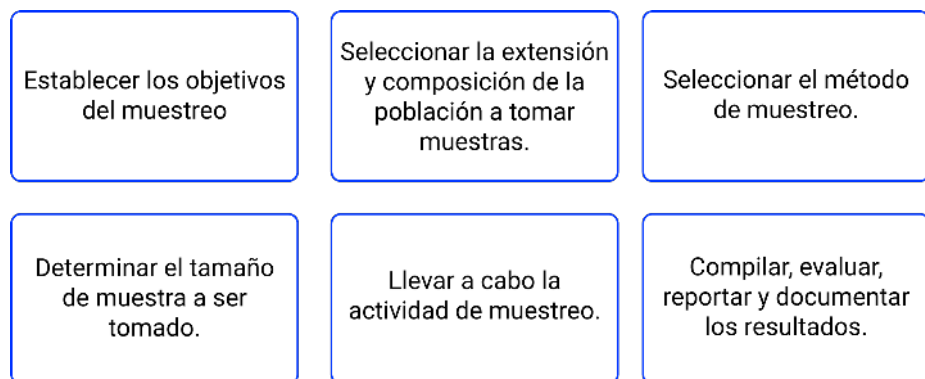 Establecer los objetivos
del muestreo
Seleccionar la extensión
y composición de la
población a tomar
muestras.
Seleccionar el método
de muestreo.
Determinar el tamaño
de muestra a ser
tomado.
Llevar a cabo la
actividad de muestreo.
Compilar, evaluar,
reportar y documentar
los resultados.